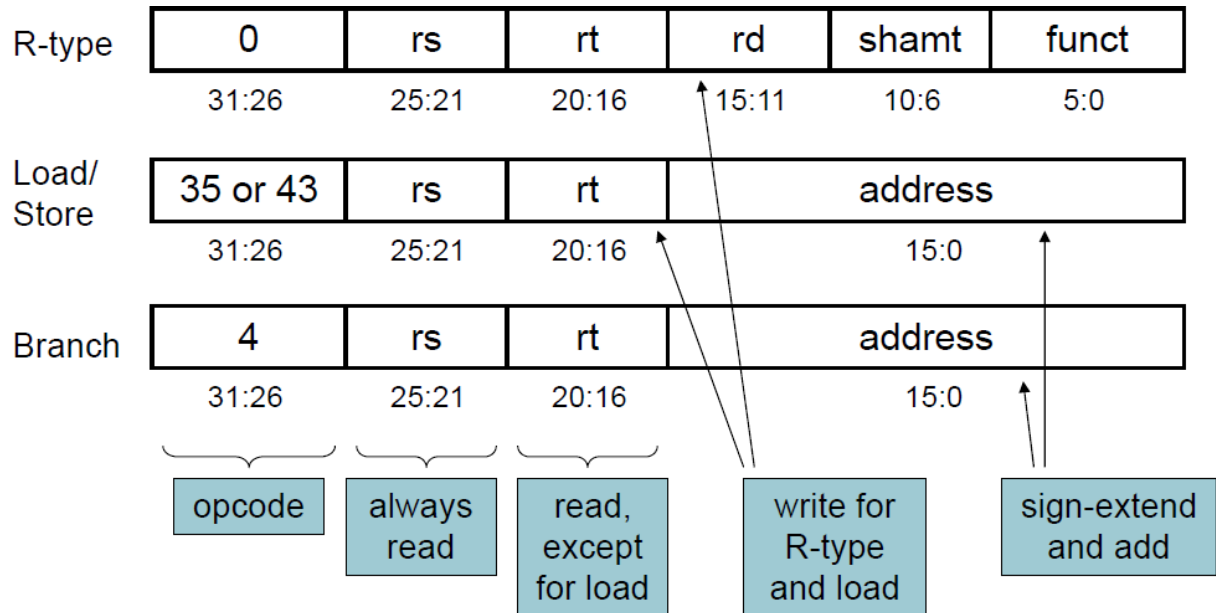 R-type 0 rs rt rd shamt funct
31:26 25:21 20:16 15:11 10:6 5:0
Load/
Store
35 or 43 rs rt address
31:26 25:21 20:16 15:0
Branch 4 rs rt address
31:26 25:21 20:16 15:0
opcode
always
read
read,
except
for load
write for
R-type
and load
sign-extend
and add